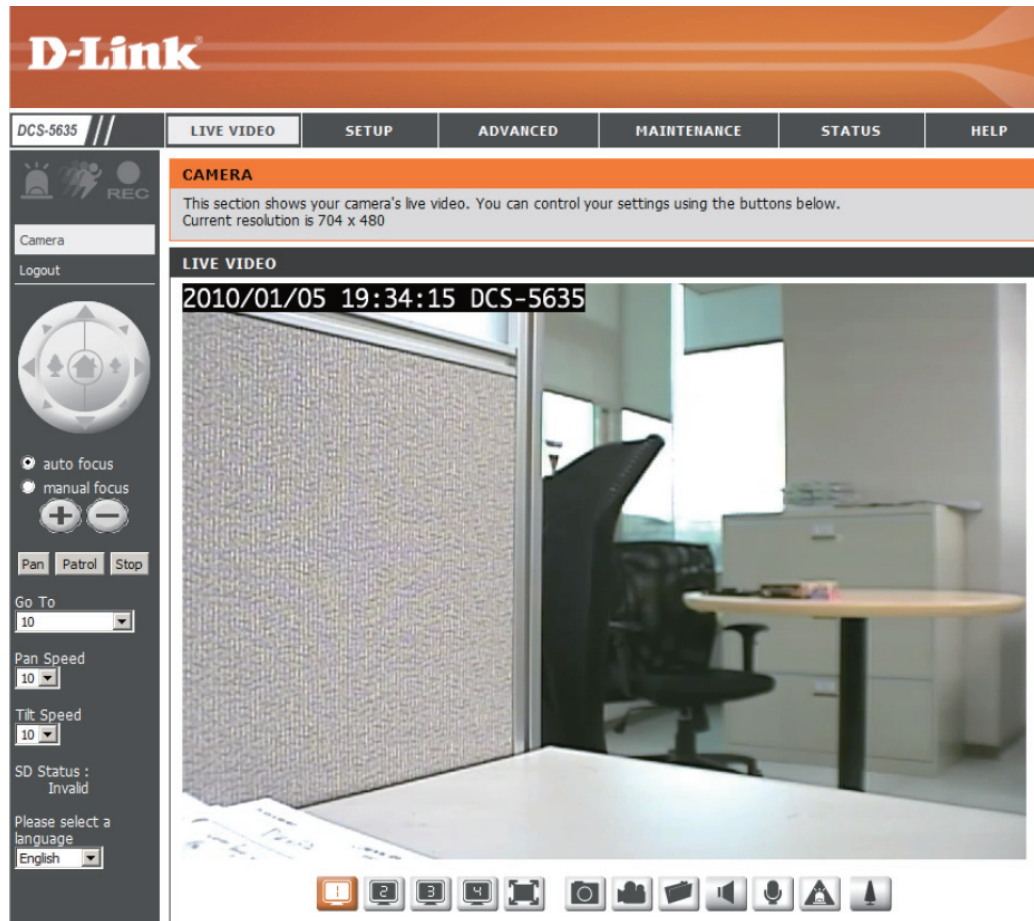 D-Link
DCS-5635
LIVE VIDEO
SETUP
ADVANCED
MAINTENANCE
STATUS
HELP
REC
Camera
Logout
auto focus
manual focus
Pan
Patrol
Stop
Go To
10
Pan Speed
10
Tilt Speed
10
SD Status :
Invalid
Please select a
language
English
CAMERA
This section shows your camera's live video. You can control your settings using the buttons below.
Current resolution is 704 x 480
LIVE VIDEO
2010/01/05 19:34:15 DCS-5635
1
2
3
4